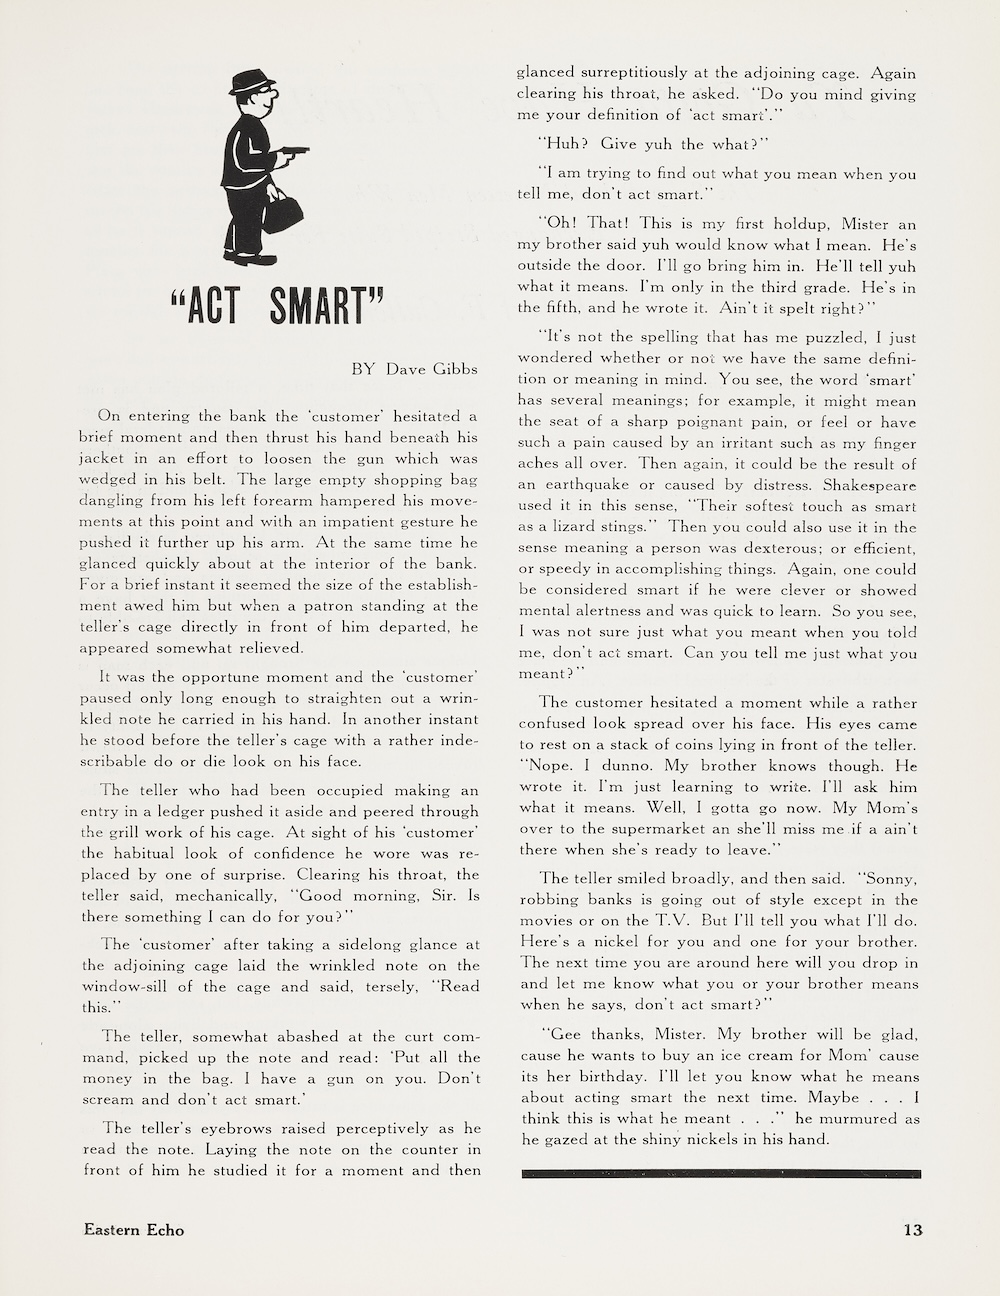 "ACT SMART"
BY Dave Gibbs
On entering the bank the 'customer' hesitated a
brief moment and then thrust his hand beneath his
jacket in an effort to loosen the gun which was
wedged in his belt. The large empty shopping bag
dangling from his left forearm hampered his move-
ments at this point and with an impatient gesture he
pushed it further up his arm. At the same time he
glanced quickly about at the interior of the bank.
For a brief instant it seemed the size of the establish-
ment awed him but when a patron standing at the
teller's cage directly in front of him departed, he
appeared somewhat relieved.
It was the opportune moment and the 'customer'
paused only long enough to straighten out a wrin-
kled note he carried in his hand. In another instant
he stood before the teller's cage with a rather inde-
scribable do or die look on his face.
The teller who had been occupied making an
entry in a ledger pushed it aside and peered through
the grill work of his cage. At sight of his 'customer'
the habitual look of confidence he wore was re-
placed by one of surprise. Clearing his throat, the
teller said, mechanically, "Good morning, Sir. Is
there something I can do for you?"
The 'customer' after taking a sidelong glance at
the adjoining cage laid the wrinkled note on the
window-sill of the cage and said, tersely, "Read
this."
The teller, somewhat abashed at the curt com-
mand, picked up the note and read: 'Put all the
money in the bag. I have a gun on you. Don't
scream and don't act smart.'
The teller's eyebrows raised perceptively as he
read the note. Laying the note on the counter in
front of him he studied it for a moment and then
glanced surreptitiously at the adjoining cage. Again
clearing his throat, he asked. "Do you mind giving
me your definition of 'act smart'."
"Huh? Give yuh the what?"
"I am trying to find out what you mean when you
tell me, don't act smart."
"Oh! That! This is my first holdup, Mister an
my brother said yuh would know what I mean. He's
outside the door. I'll go bring him in. He'll tell yuh
what it means. I'm only in the third grade. He's in
the fifth, and he wrote it. Ain't it spelt right?"
"It's not the spelling that has me puzzled, I just
wondered whether or not we have the same defini-
tion or meaning in mind. You see, the word 'smart'
has several meanings; for example, it might mean
the seat of a sharp poignant pain, or feel or have
such a pain caused by an irritant such as my finger
aches all over. Then again, it could be the result of
an earthquake or caused by distress. Shakespeare
used it in this sense, "Their softest touch as smart
as a lizard stings." Then you could also use it in the
sense meaning a person was dexterous; or efficient,
or speedy in accomplishing things. Again, one could
be considered smart if he were clever or showed
mental alertness and was quick to learn. So you see,
I was not sure just what you meant when you told
me, don't act smart. Can you tell me just what you
meant?"
The customer hesitated a moment while a rather
confused look spread over his face. His eyes came
to rest on a stack of coins lying in front of the teller.
"Nope. I dunno. My brother knows though. He
wrote it. I'm just learning to write. I'll ask him
what it means. Well, I gotta go now. My Mom's
over to the supermarket an she'll miss me if a ain't
there when she's ready to leave."
The teller smiled broadly, and then said. "Sonny,
robbing banks is going out of style except in the
movies or on the T.V. But I'll tell you what I'll do.
Here's a nickel for you and one for your brother.
The next time you are around here will you drop in
and let me know what you or your brother means
when he says, don't act smart?"
"Gee thanks, Mister. My brother will be glad,
cause he wants to buy an ice cream for Mom' cause
its her birthday. I'll let you know what he means
about acting smart the next time. Maybe . . . I
think this is what he meant . . ." he murmured as
he gazed at the shiny nickels in his hand.
Eastern Echo
13